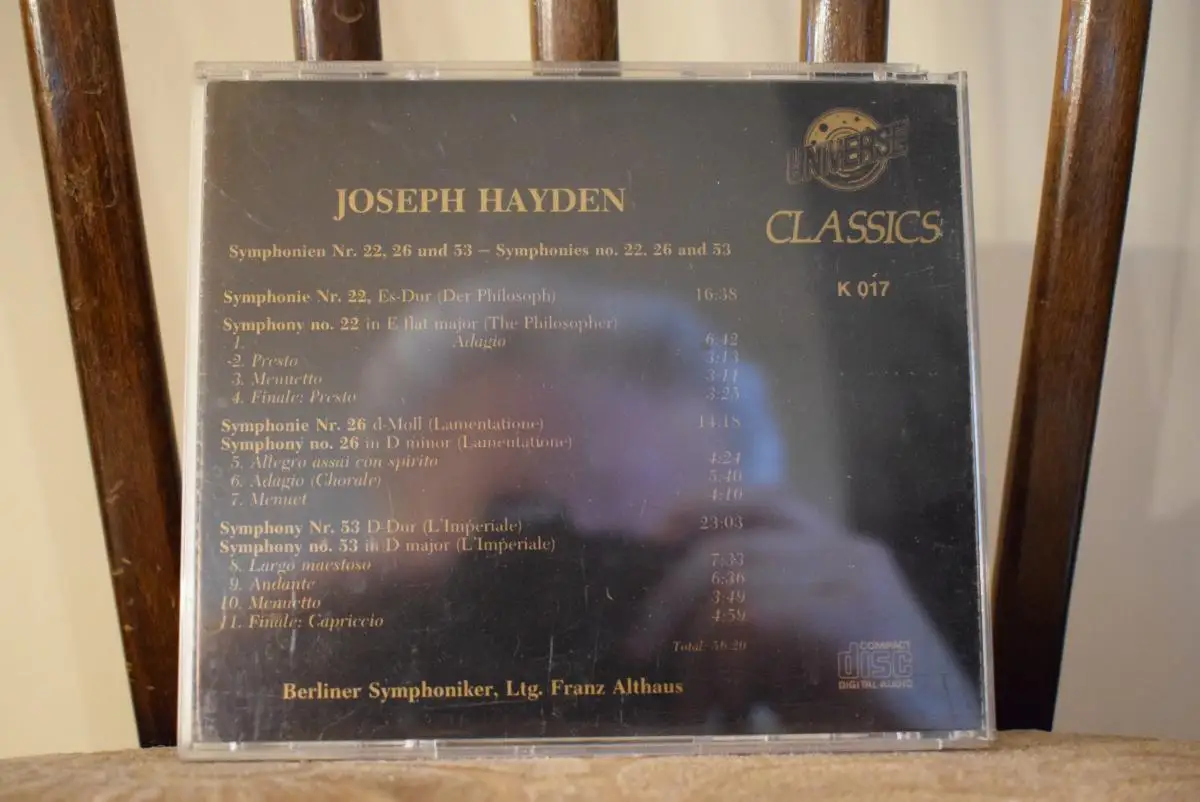 UNIVERSE
CLASSICS
K 017
JOSEPH HAYDEN
Symphonien Nr. 22, 26 und 53 – Symphonies no. 22, 26 and 53
Symphonie Nr. 22, Es-Dur (Der Philosoph) 16:38
Symphony no. 22 in E flat major (The Philosopher)
1. Adagio 6:42
2. Presto 3:13
3. Menuetto 3:11
4. Finale: Presto 3:25
Symphonie Nr. 26 d-Moll (Lamentatione) 14:18
Symphony no. 26 in D minor (Lamentatione)
5. Allegro assai con spirito 4:24
6. Adagio (Chorale) 5:40
7. Menuet 4:10
Symphony Nr. 53 D-Dur (L'Imperiale) 23:03
Symphony no. 53 in D major (L'Imperiale)
8. Largo maestoso 7:33
9. Andante 6:36
10. Menuetto 3:49
11. Finale: Capriccio 4:59
Total 56:20
Berliner Symphoniker, Ltg. Franz Althaus
COMPACT
disc
DIGITAL AUDIO